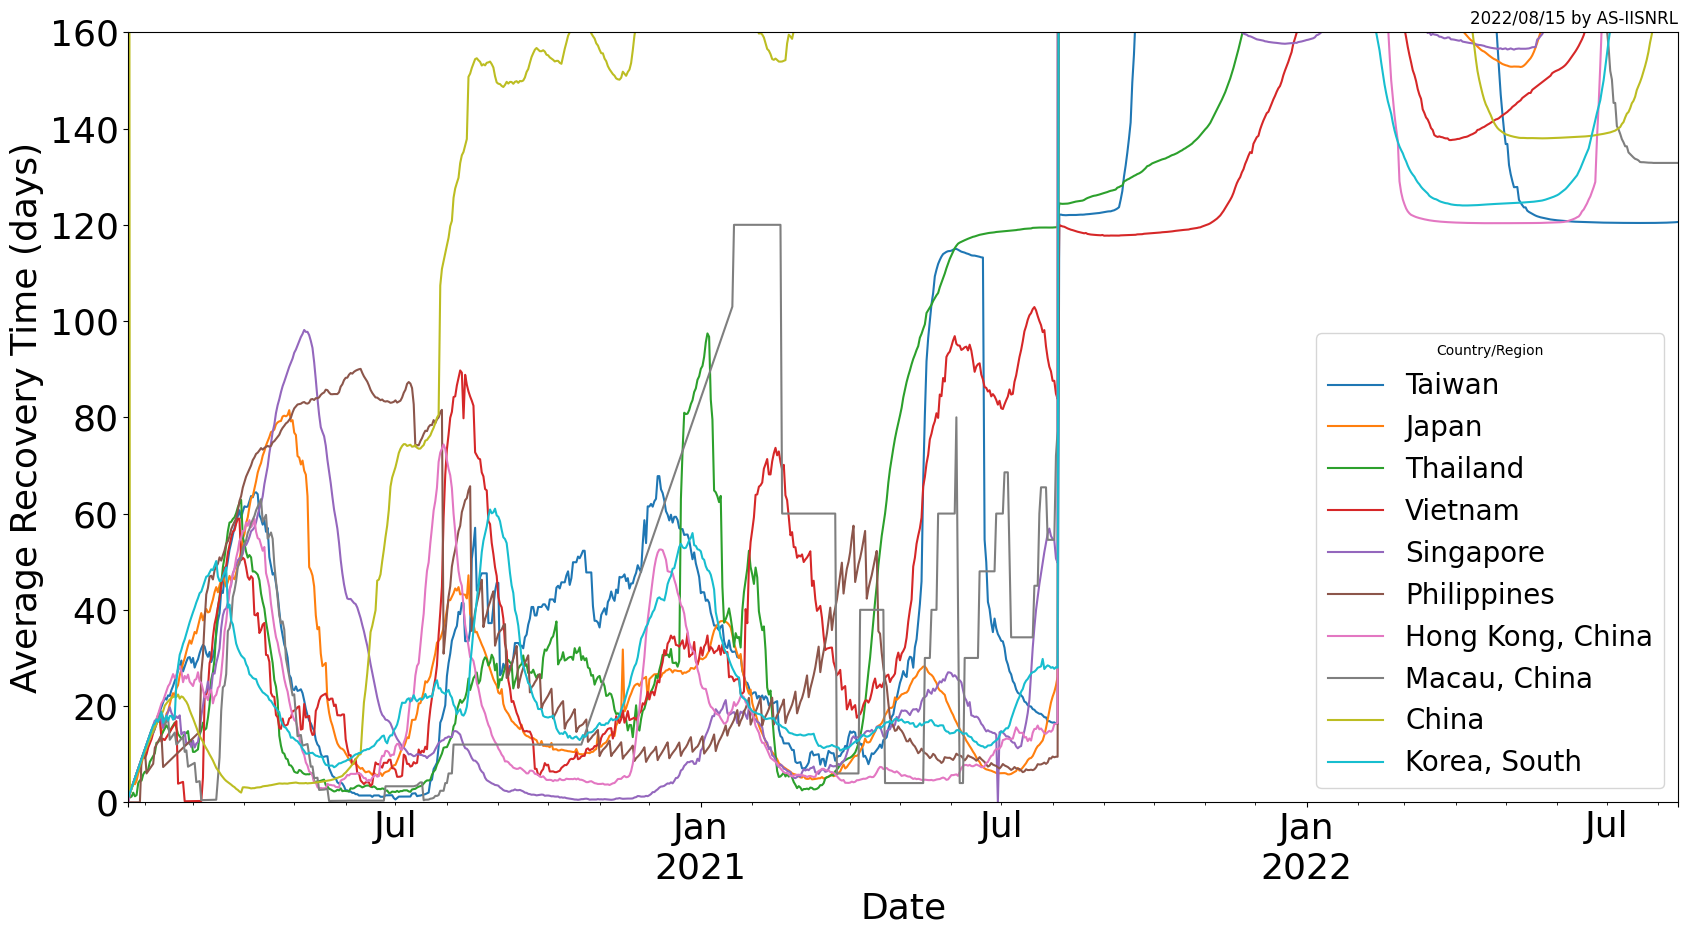 2022/08/15 by AS-IISNRL
160
140
120
100
80
60
40
20
0
Average Recovery Time (days)
Country/Region
Taiwan
Japan
Thailand
Vietnam
Singapore
Philippines
Hong Kong, China
Macau, China
China
Korea, South
Jul
Jan
2021
Jul
Jan
2022
Jul
Date